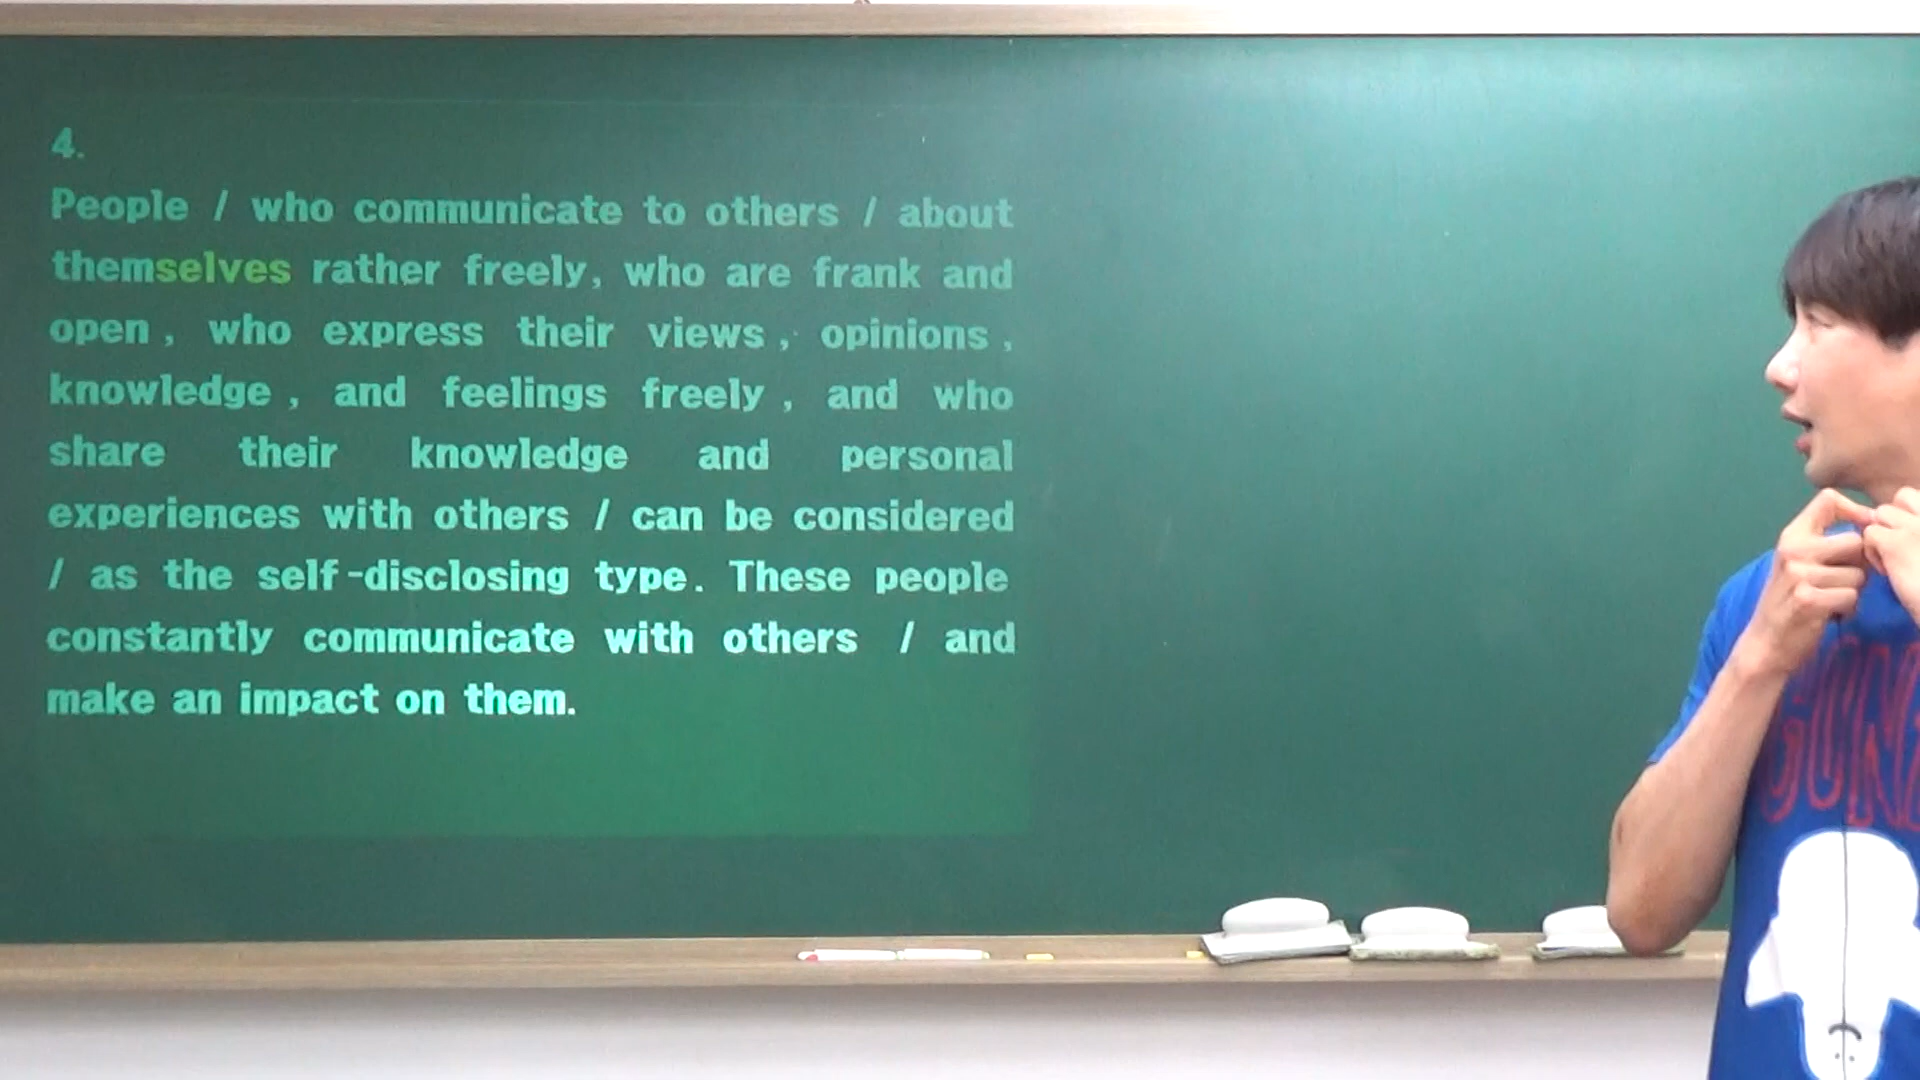 4.
People / who communicate to others / about
themselves rather freely, who are frank and
open , who express their views , opinions ,
knowledge , and feelings freely , and who
share their knowledge and personal
experiences with others / can be considered
/ as the self-disclosing type. These people
constantly communicate with others / and
make an impact on them.